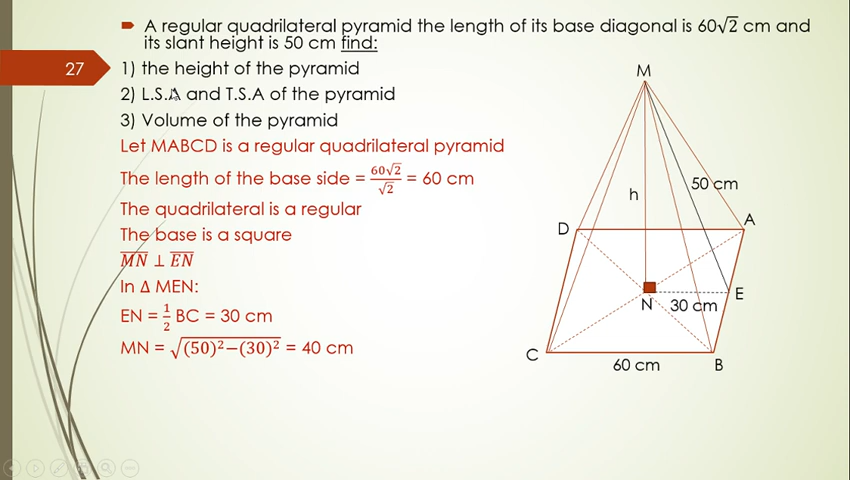 A regular quadrilateral pyramid the length of its base diagonal is 60√2 cm and
its slant height is 50 cm find:
27
1) the height of the pyramid
2) L.S.A and T.S.A of the pyramid
3) Volume of the pyramid
Let MABCD is a regular quadrilateral pyramid
The length of the base side = 60√2/√2 = 60 cm
The quadrilateral is a regular
The base is a square
M̅N̅ ⊥ E̅N̅
In Δ MEN:
EN = 1/2 BC = 30 cm
MN = √((50)²−(30)²) = 40 cm
M
h
50 cm
D
A
N
30 cm
E
C
60 cm
B